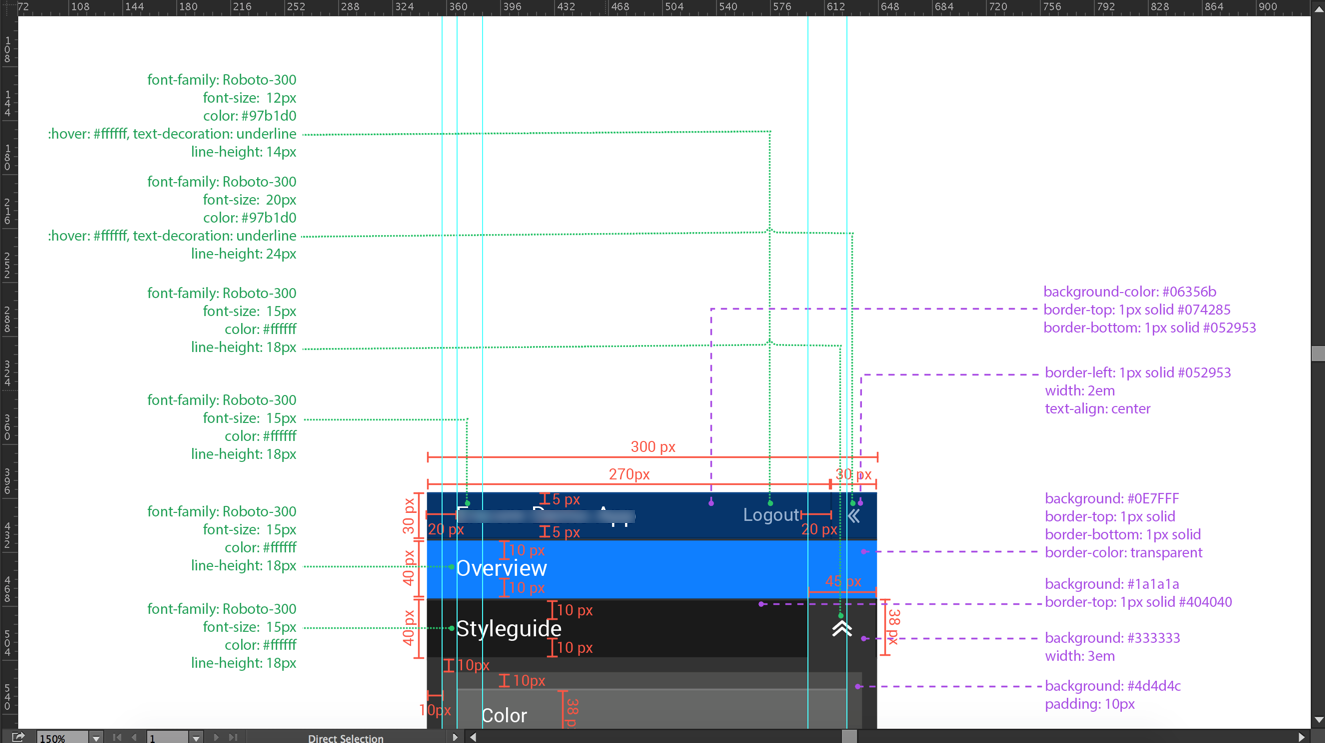 72 108 144 180 216 252 288 324 360 396 432 468 504 540 576 612 648 684 720 756 792 828 864 900
108
144
180
216
252
288
324
360
396
432
468
504
540
font-family: Roboto-300
font-size: 12px
color: #97b1d0
:hover: #ffffff, text-decoration: underline
line-height: 14px
font-family: Roboto-300
font-size: 20px
color: #97b1d0
:hover: #ffffff, text-decoration: underline
line-height: 24px
font-family: Roboto-300
font-size: 15px
color: #ffffff
line-height: 18px
font-family: Roboto-300
font-size: 15px
color: #ffffff
line-height: 18px
font-family: Roboto-300
font-size: 15px
color: #ffffff
line-height: 18px
font-family: Roboto-300
font-size: 15px
color: #ffffff
line-height: 18px
300 px
270px 30 px
30 px
5 px
20 px
Logout
20 px
«
5 px
40 px
10 px
Overview
10 px
45 px
40 px
10 px
Styleguide
10 px
38 px
10px
10px
10px
Color
38 p
background-color: #06356b
border-top: 1px solid #074285
border-bottom: 1px solid #052953
border-left: 1px solid #052953
width: 2em
text-align: center
background: #0E7FFF
border-top: 1px solid
border-bottom: 1px solid
border-color: transparent
background: #1a1a1a
border-top: 1px solid #404040
background: #333333
width: 3em
background: #4d4d4c
padding: 10px
150% 1 Direct Selection